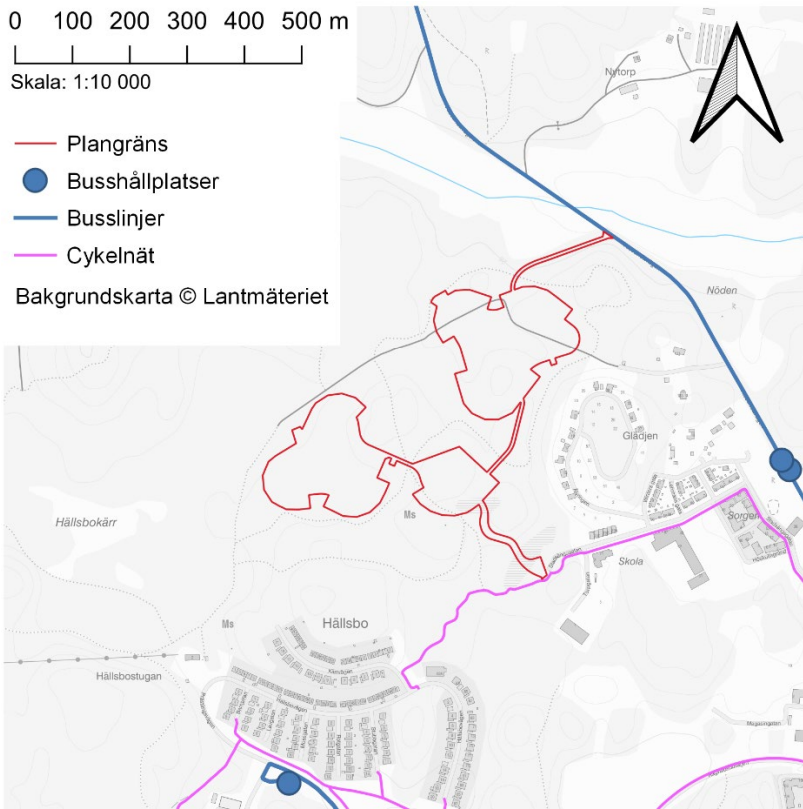 0 100 200 300 400 500 m
Skala: 1:10 000
Plangräns
Busshållplatser
Busslinjer
Cykelnät
Bakgrundskarta © Lantmäteriet
Nytorp
Nöden
Glädjen
Sorgen
Skola
Ms
Hällsbokärr
Ms
Hällsbo
Hällsbostugan